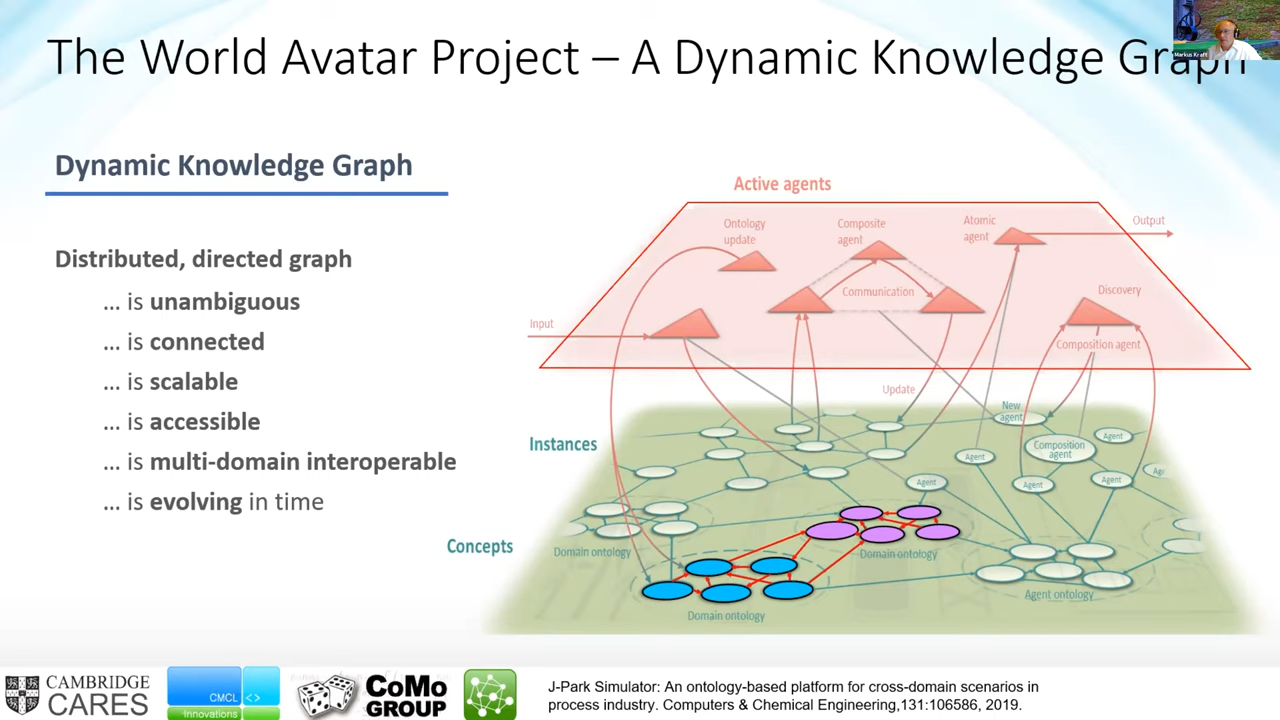 The World Avatar Project – A Dynamic Knowledge Graph
Markus Kraft
Dynamic Knowledge Graph
Distributed, directed graph
... is unambiguous
... is connected
... is scalable
... is accessible
... is multi-domain interoperable
... is evolving in time
Active agents
Ontology
update
Composite
agent
Atomic
agent
Output
Communication
Discovery
Input
Composition agent
Update
New
agent
Instances
Agent
Composition
agent
Agent
Agent
Agent
Agent
Concepts
Domain ontology
Domain ontology
Agent ontology
Domain ontology
CAMBRIDGE
CARES
CMCL <>
Innovations
CoMo
GROUP
J-Park Simulator: An ontology-based platform for cross-domain scenarios in
process industry. Computers & Chemical Engineering,131:106586, 2019.